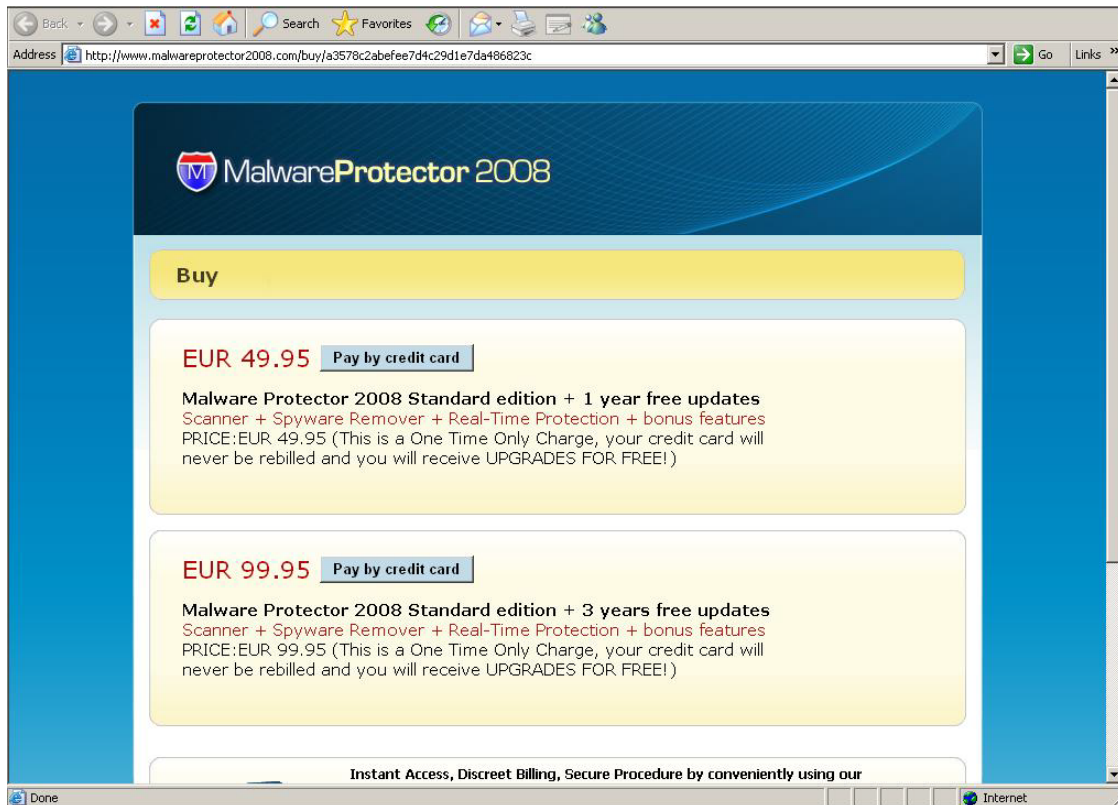 Back Search Favorites
Address http://www.malwareprotector2008.com/buy/a3578c2abefee7d4c29d1e7da486823c Go Links »
M MalwareProtector 2008
Buy
EUR 49.95 Pay by credit card
Malware Protector 2008 Standard edition + 1 year free updates
Scanner + Spyware Remover + Real-Time Protection + bonus features
PRICE:EUR 49.95 (This is a One Time Only Charge, your credit card will
never be rebilled and you will receive UPGRADES FOR FREE!)
EUR 99.95 Pay by credit card
Malware Protector 2008 Standard edition + 3 years free updates
Scanner + Spyware Remover + Real-Time Protection + bonus features
PRICE:EUR 99.95 (This is a One Time Only Charge, your credit card will
never be rebilled and you will receive UPGRADES FOR FREE!)
Instant Access, Discreet Billing, Secure Procedure by conveniently using our
Done Internet